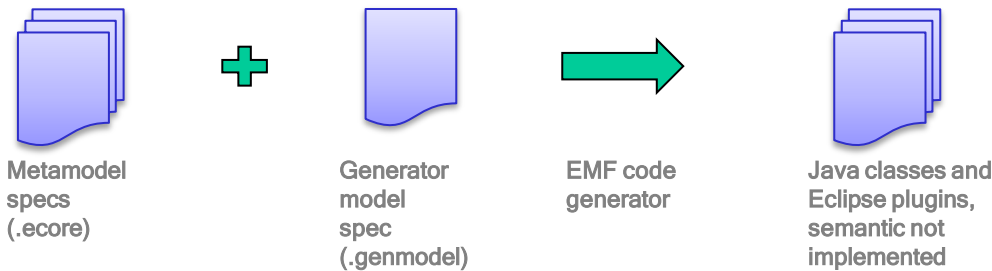 Metamodel
specs
(.ecore)
Generator
model
spec
(.genmodel)
EMF code
generator
Java classes and
Eclipse plugins,
semantic not
implemented